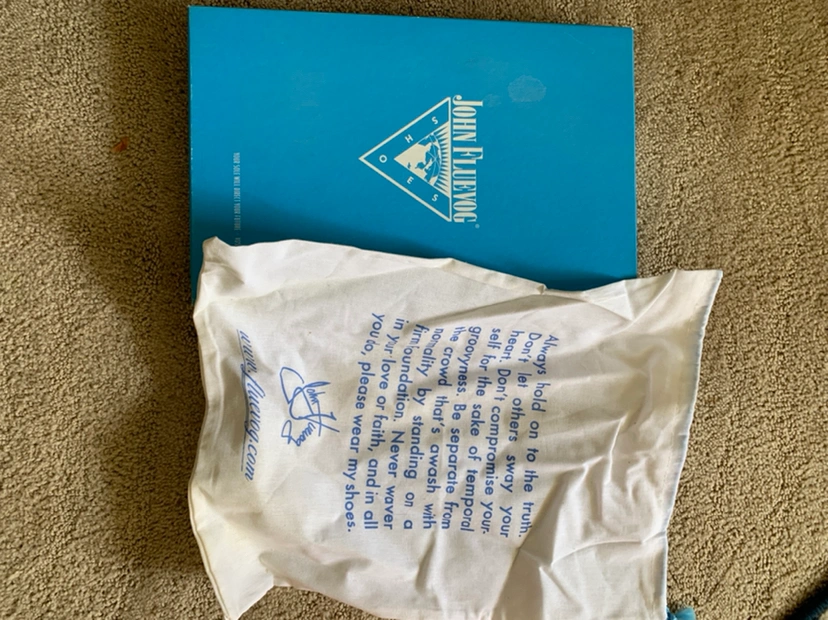 JOHN FLUEVOG
S
H
O
E
S
Always hold on to the truth.
Don't let others sway your
heart. Don't compromise your-
self for the sake of temporal
groovyness. Be separate from
the crowd that's awash with
normality by standing on a
firm foundation. Never waver
in your love or faith, and in all
you do, please wear my shoes.
John Fluevog
www.fluevog.com